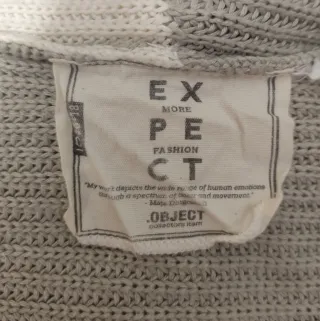 EX
MORE
PE
FASHION
CT
"My work depicts the wide range of human emotions
through a spectrum of and movement."
.OBJECT
collectors item